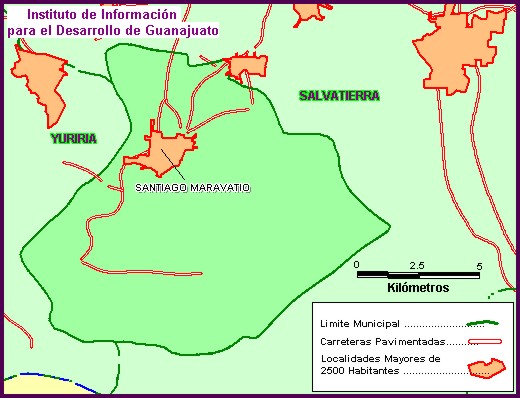 Instituto de Información
para el Desarrollo de Guanajuato
SALVATIERRA
YURIRIA
SANTIAGO MARAVATIO
0 2.5 5
Kilómetros
Limite Municipal
Carreteras Pavimentadas
Localidades Mayores de
2500 Habitantes